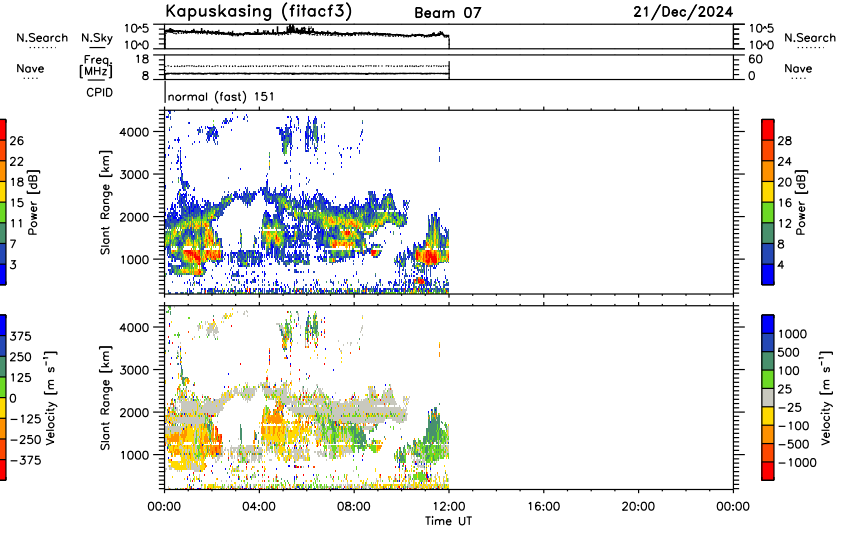 Kapuskasing (fitacf3) Beam 07 21/Dec/2024
N.Search N.Sky 10^5 10^0 10^5 10^0 N.Search
Nave Freq. [MHz] 18 8 60 0 Nave
CPID normal (fast) 151
26 22 18 15 11 7 3 Power [dB]
Slant Range [km] 4000 3000 2000 1000
28 24 20 16 12 8 4 Power [dB]
375 250 125 0 -125 -250 -375 Velocity [m s⁻¹]
Slant Range [km] 4000 3000 2000 1000
1000 500 100 25 -25 -100 -500 -1000 Velocity [m s⁻¹]
00:00 04:00 08:00 12:00 16:00 20:00 00:00
Time UT